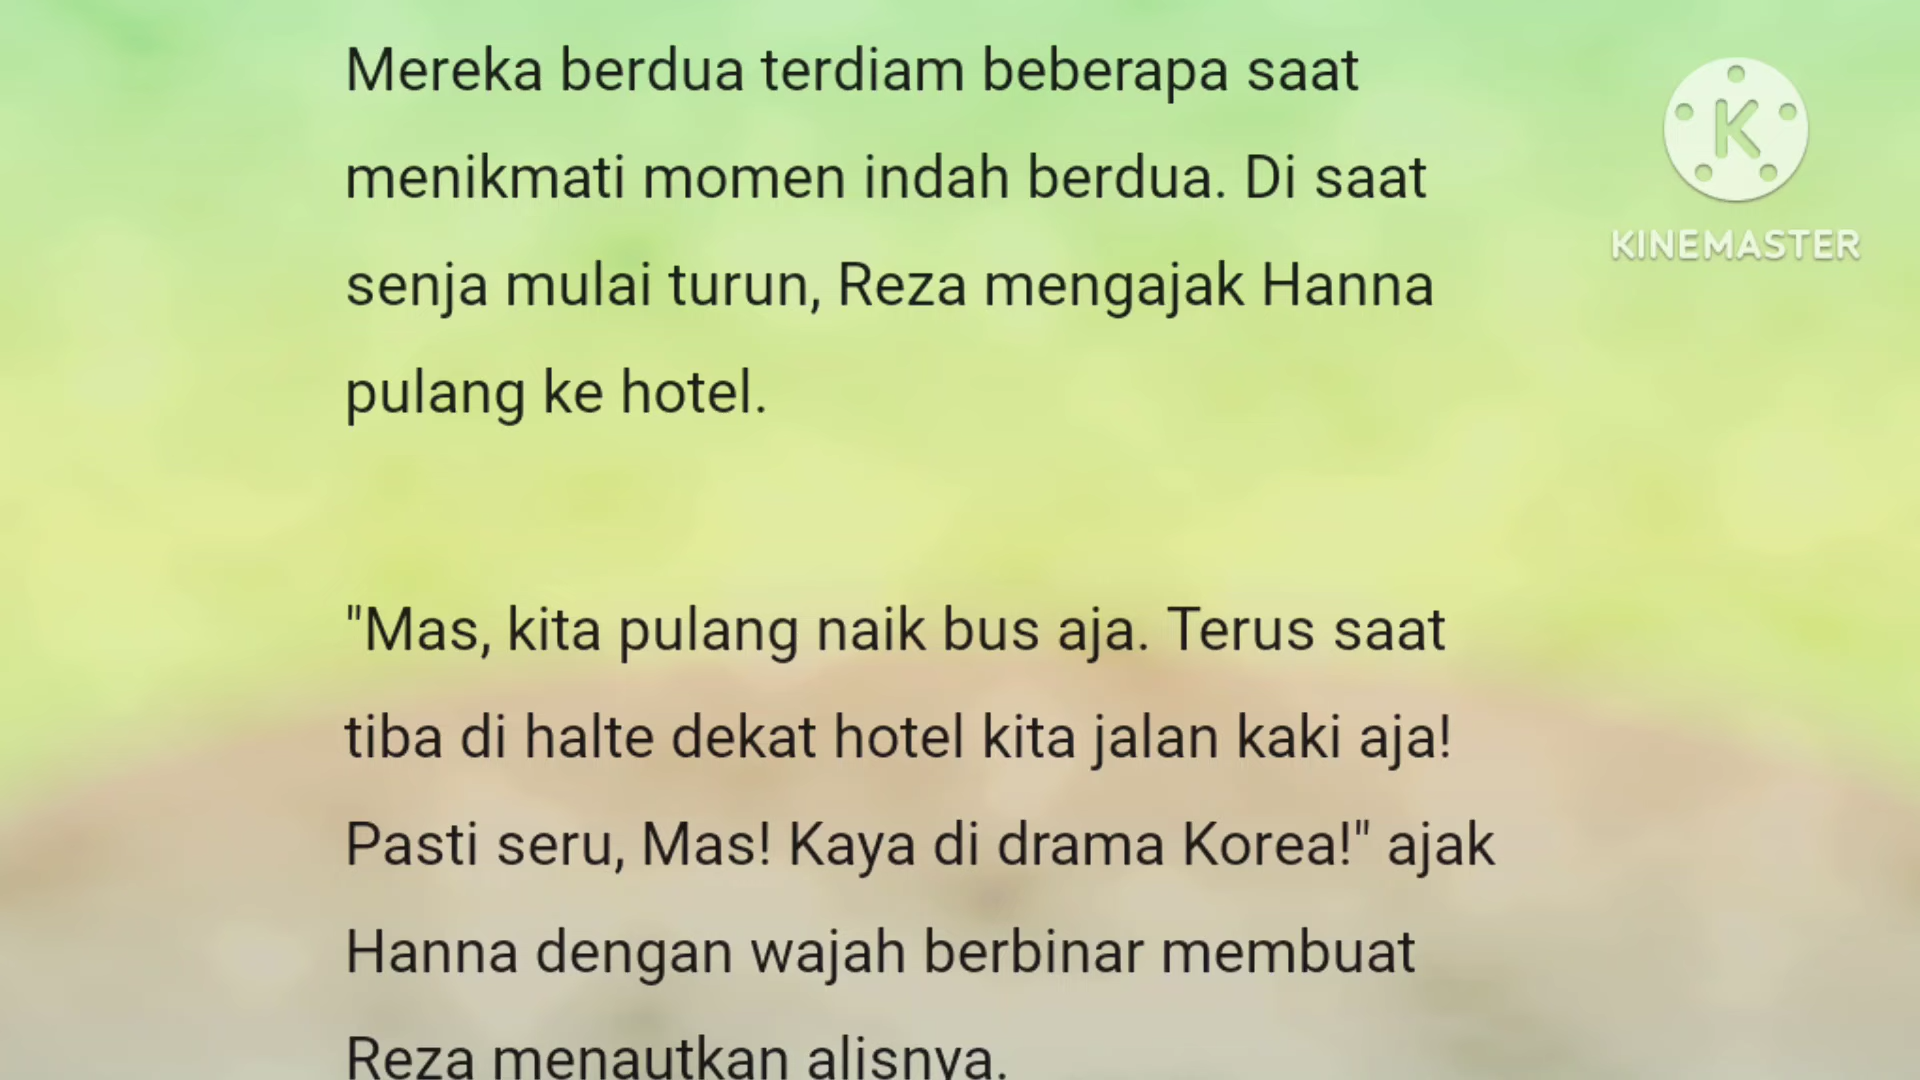 Mereka berdua terdiam beberapa saat
menikmati momen indah berdua. Di saat
senja mulai turun, Reza mengajak Hanna
pulang ke hotel.
"Mas, kita pulang naik bus aja. Terus saat
tiba di halte dekat hotel kita jalan kaki aja!
Pasti seru, Mas! Kaya di drama Korea!" ajak
Hanna dengan wajah berbinar membuat
Reza menautkan alisnya.
K
KINEMASTER